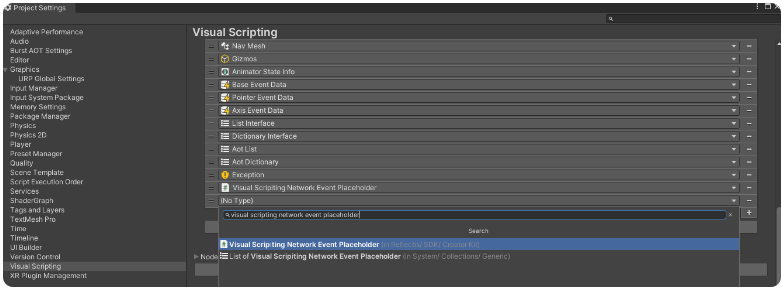 Project Settings
Adaptive Performance
Audio
Burst AOT Settings
Editor
Graphics
URP Global Settings
Input Manager
Input System Package
Memory Settings
Package Manager
Physics
Physics 2D
Player
Preset Manager
Quality
Scene Template
Script Execution Order
Services
ShaderGraph
Tags and Layers
TextMesh Pro
Time
Timeline
UI Builder
Version Control
Visual Scripting
XR Plugin Management
Visual Scripting
Nav Mesh
Gizmos
Animator State Info
Base Event Data
Pointer Event Data
Axis Event Data
List Interface
Dictionary Interface
Aot List
Aot Dictionary
Exception
Visual Scripiting Network Event Placeholder
(No Type)
visual scripting network event placeholder
Search
Visual Scripiting Network Event Placeholder (in Reflectis/ SDK/ Creator Kit)
List of Visual Scripiting Network Event Placeholder (in System/ Collections/ Generic)
Node